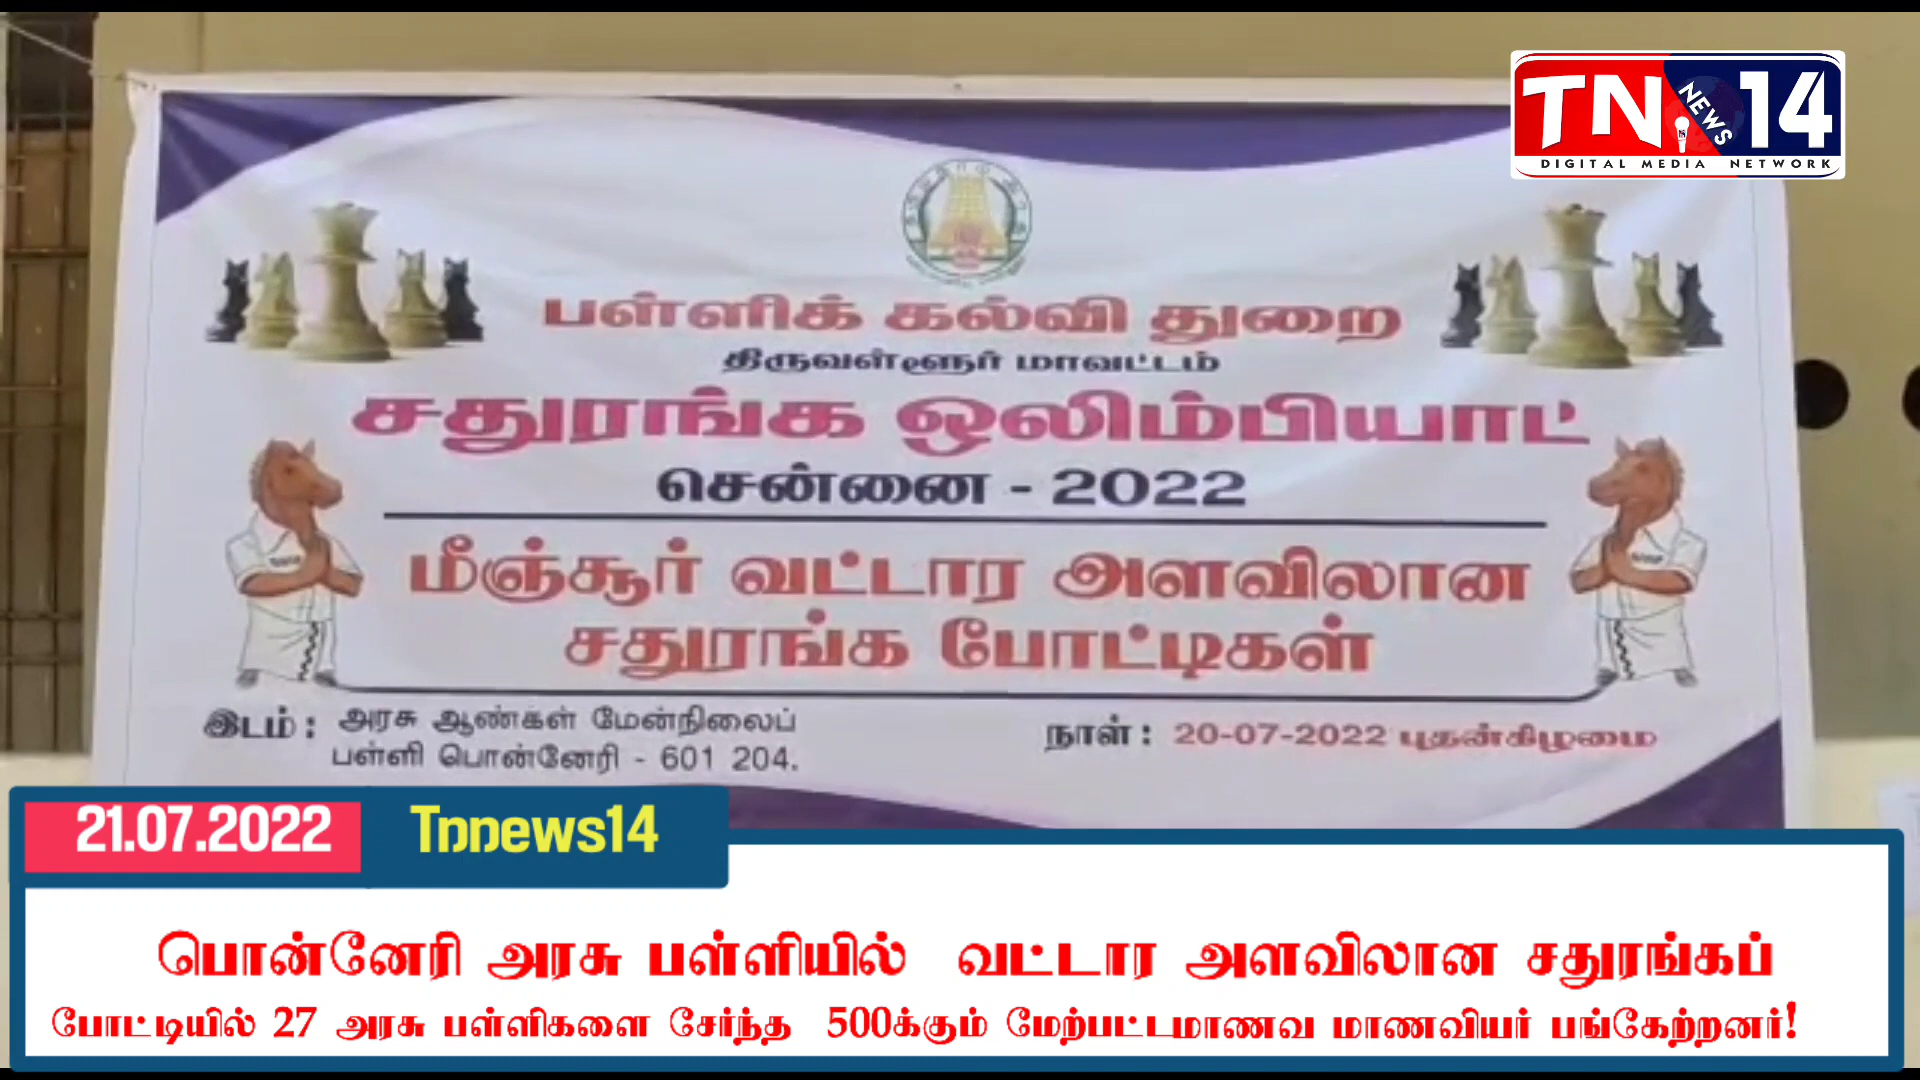 TN NEWS 14
DIGITAL MEDIA NETWORK
பள்ளிக் கல்வி துறை
திருவள்ளூர் மாவட்டம்
சதுரங்க ஒலிம்பியாட்
சென்னை - 2022
மீஞ்சூர் வட்டார அளவிலான
சதுரங்க போட்டிகள்
இடம் : அரசு ஆண்கள் மேன்நிலைப்
பள்ளி பொன்னேரி - 601 204.
நாள் : 20-07-2022 புதன்கிழமை
21.07.2022 Tnnews14
பொன்னேரி அரசு பள்ளியில் வட்டார அளவிலான சதுரங்கப்
போட்டியில் 27 அரசு பள்ளிகளை சேர்ந்த 500க்கும் மேற்பட்டமாணவ மாணவியர் பங்கேற்றனர்!